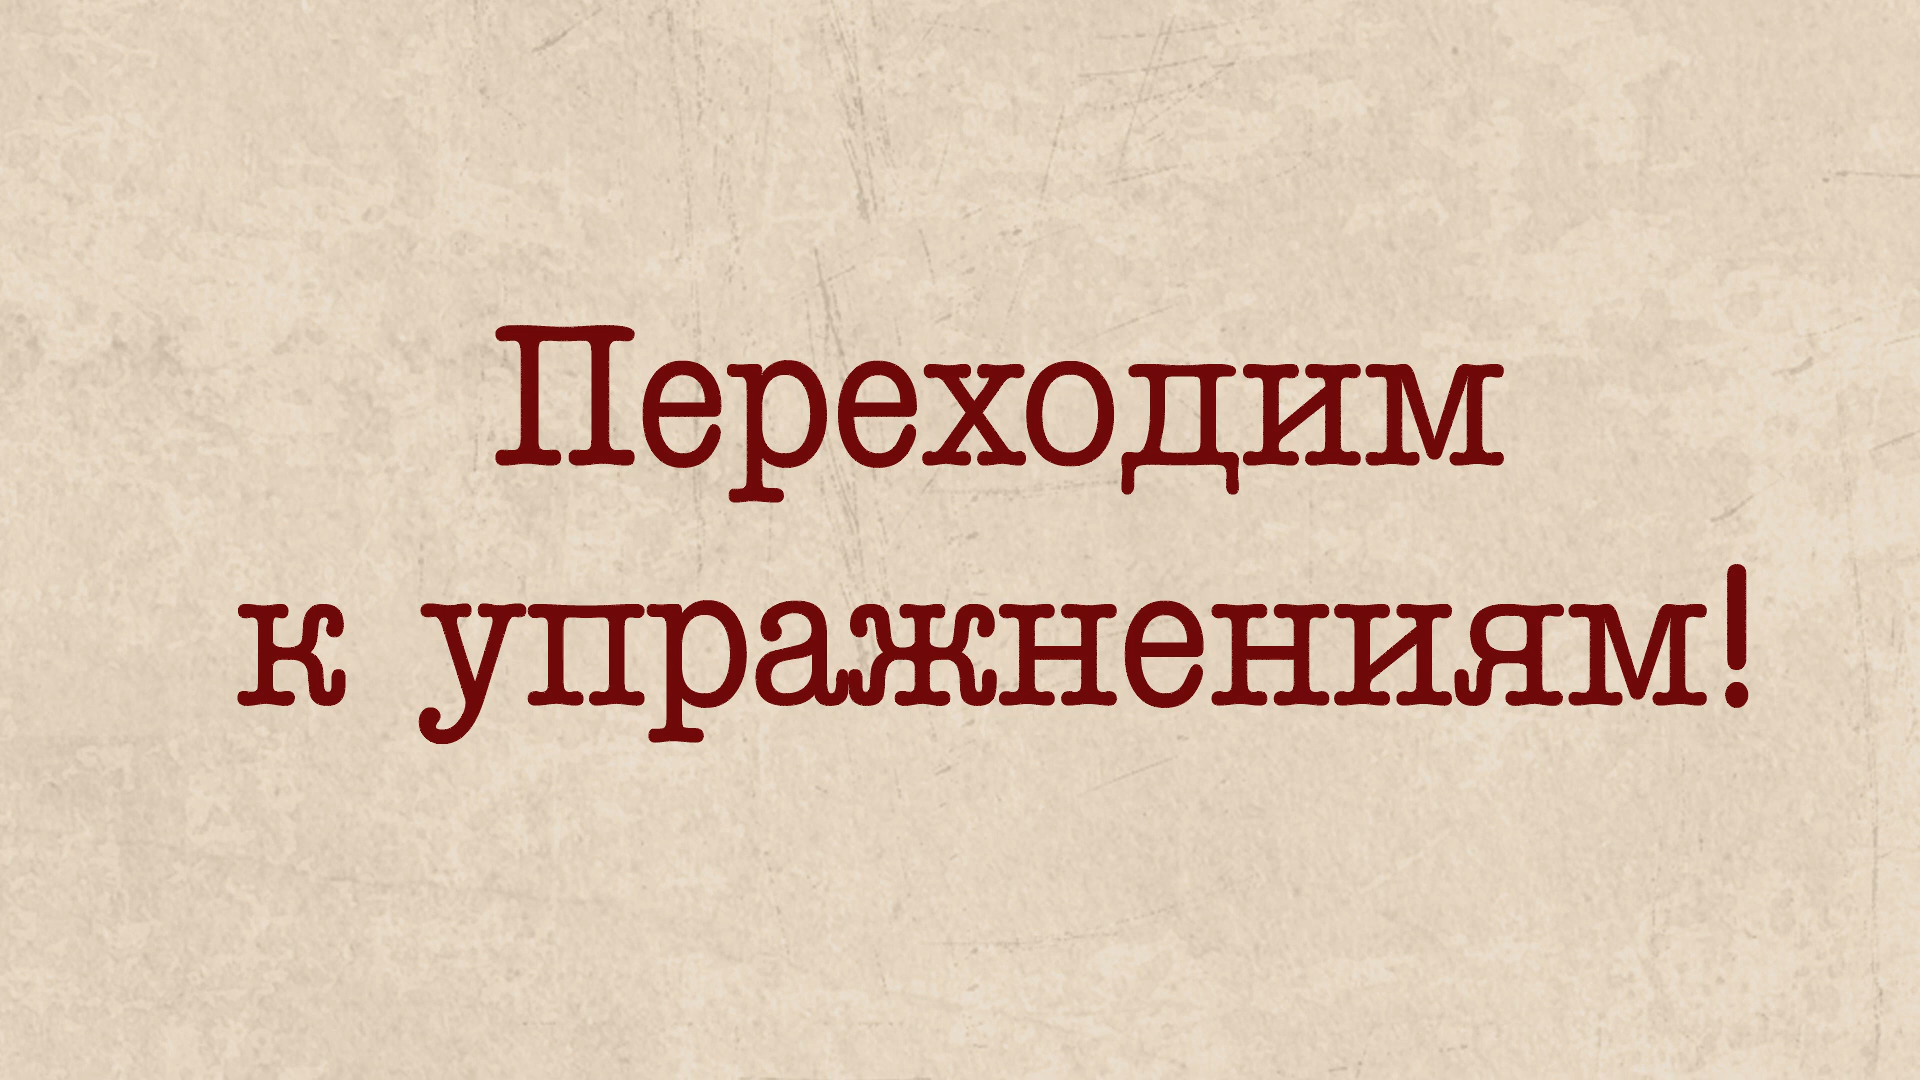 Переходим
к упражнениям!